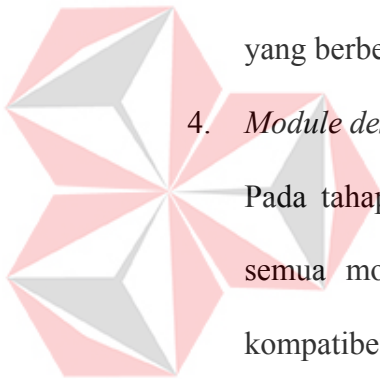 yang berbe
4. Module de
Pada tahap
semua mo
kompatibe